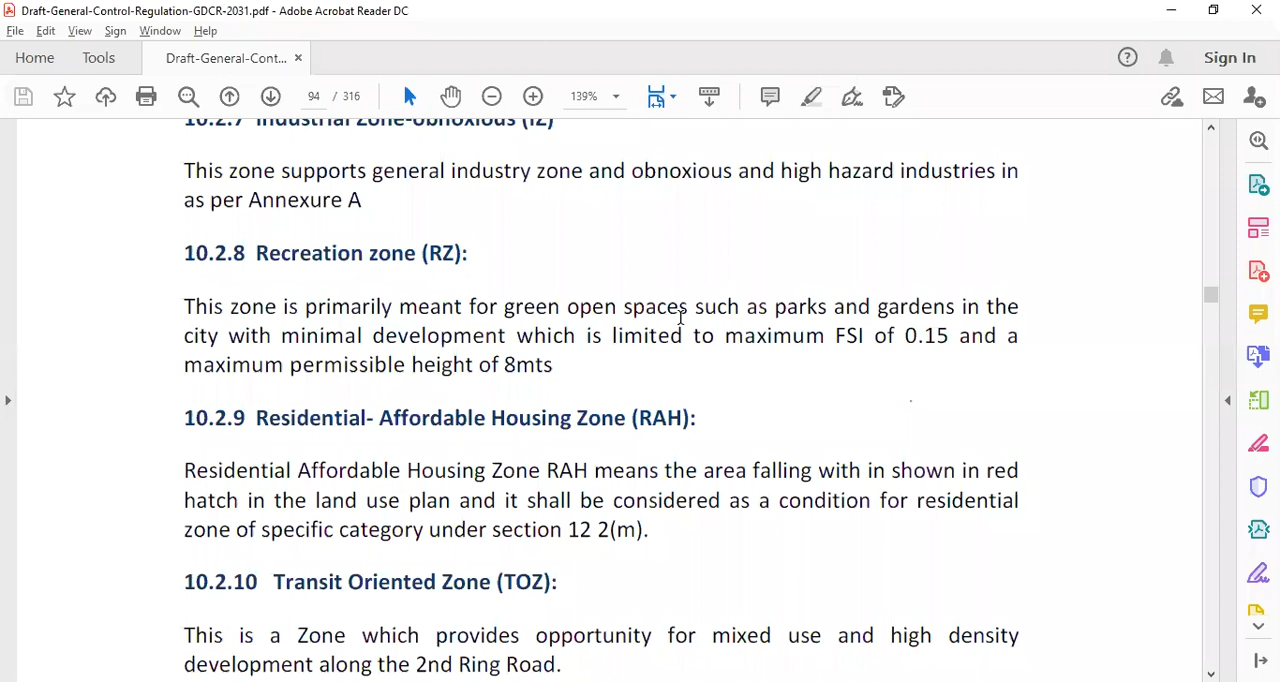 Draft-General-Control-Regulation-GDCR-2031.pdf - Adobe Acrobat Reader DC
File Edit View Sign Window Help
Home Tools Draft-General-Cont... × Sign In
94 / 316 139%
10.2.7 Industrial Zone-Obnoxious (IZ)
This zone supports general industry zone and obnoxious and high hazard industries in
as per Annexure A
10.2.8 Recreation zone (RZ):
This zone is primarily meant for green open spaces such as parks and gardens in the
city with minimal development which is limited to maximum FSI of 0.15 and a
maximum permissible height of 8mts
10.2.9 Residential- Affordable Housing Zone (RAH):
Residential Affordable Housing Zone RAH means the area falling with in shown in red
hatch in the land use plan and it shall be considered as a condition for residential
zone of specific category under section 12 2(m).
10.2.10 Transit Oriented Zone (TOZ):
This is a Zone which provides opportunity for mixed use and high density
development along the 2nd Ring Road.